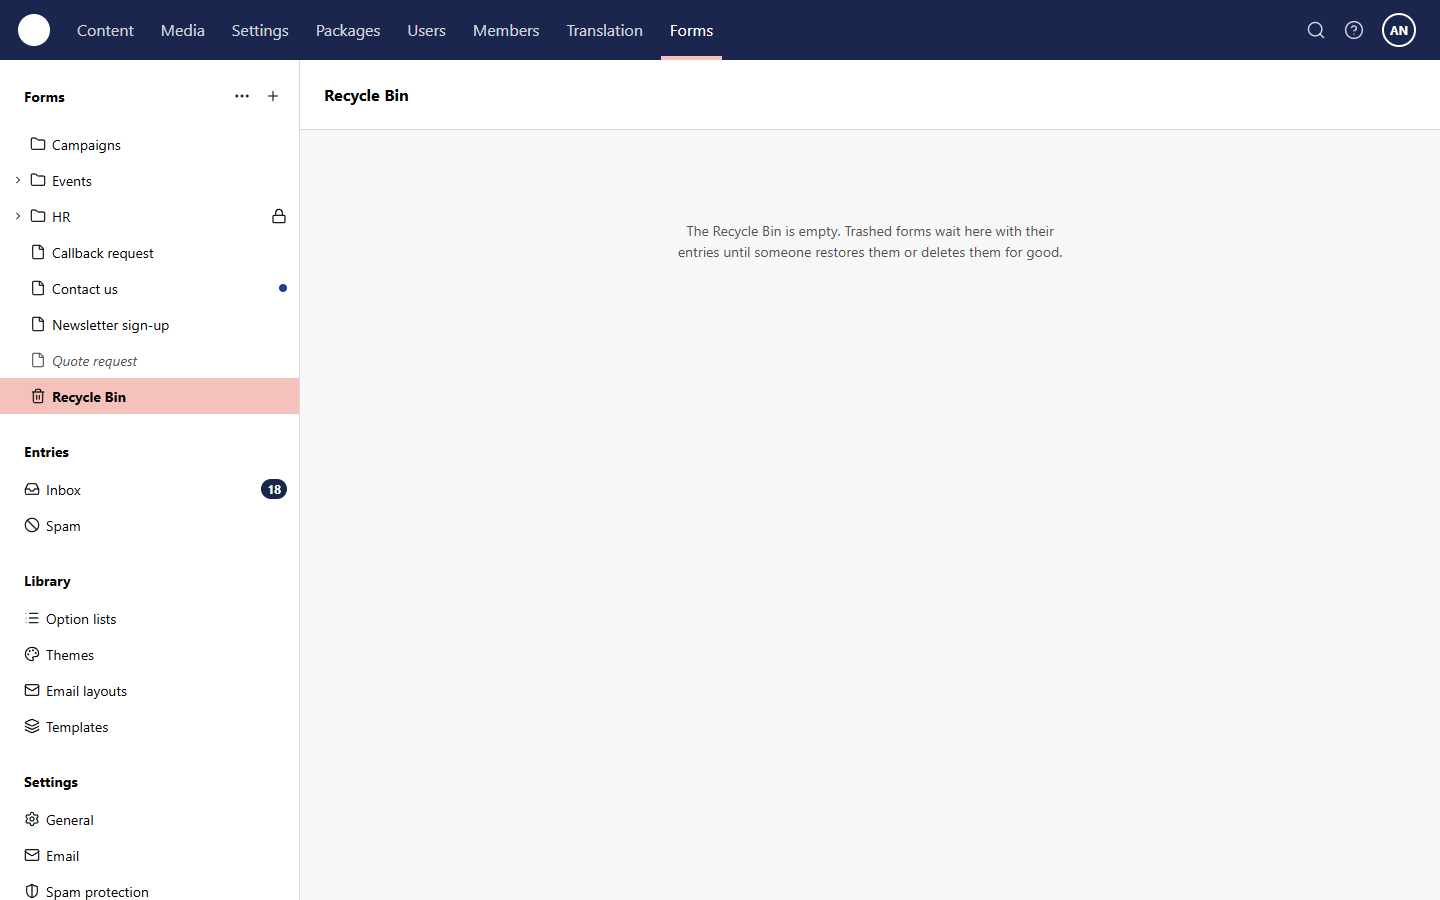 Content Media Settings Packages Users Members Translation Forms
AN
Forms
Campaigns
Events
HR
Callback request
Contact us
Newsletter sign-up
Quote request
Recycle Bin
Entries
Inbox 18
Spam
Library
Option lists
Themes
Email layouts
Templates
Settings
General
Email
Spam protection
Recycle Bin
The Recycle Bin is empty. Trashed forms wait here with their
entries until someone restores them or deletes them for good.